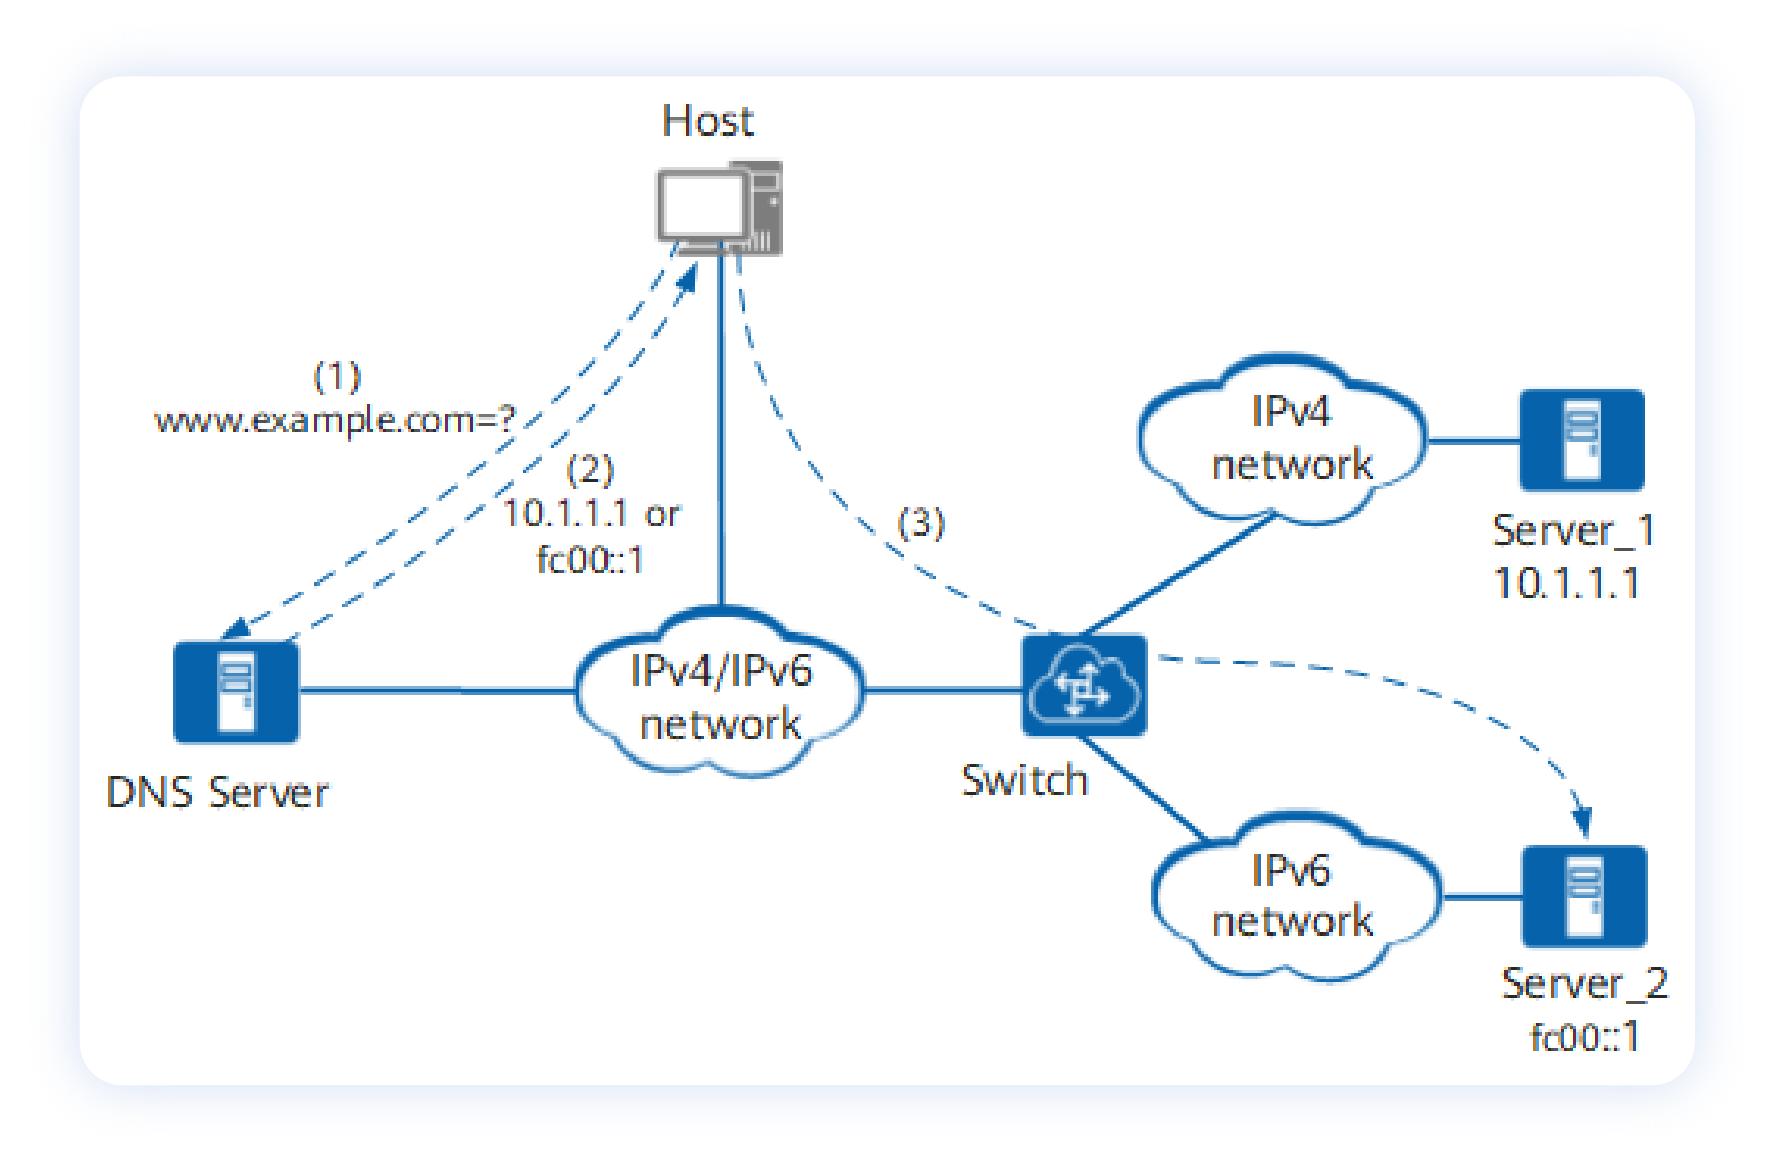 Host
(1)
www.example.com=?
(2)
10.1.1.1 or
fc00::1
(3)
IPv4
network
Server_1
10.1.1.1
IPv4/IPv6
network
DNS Server
Switch
IPv6
network
Server_2
fc00::1